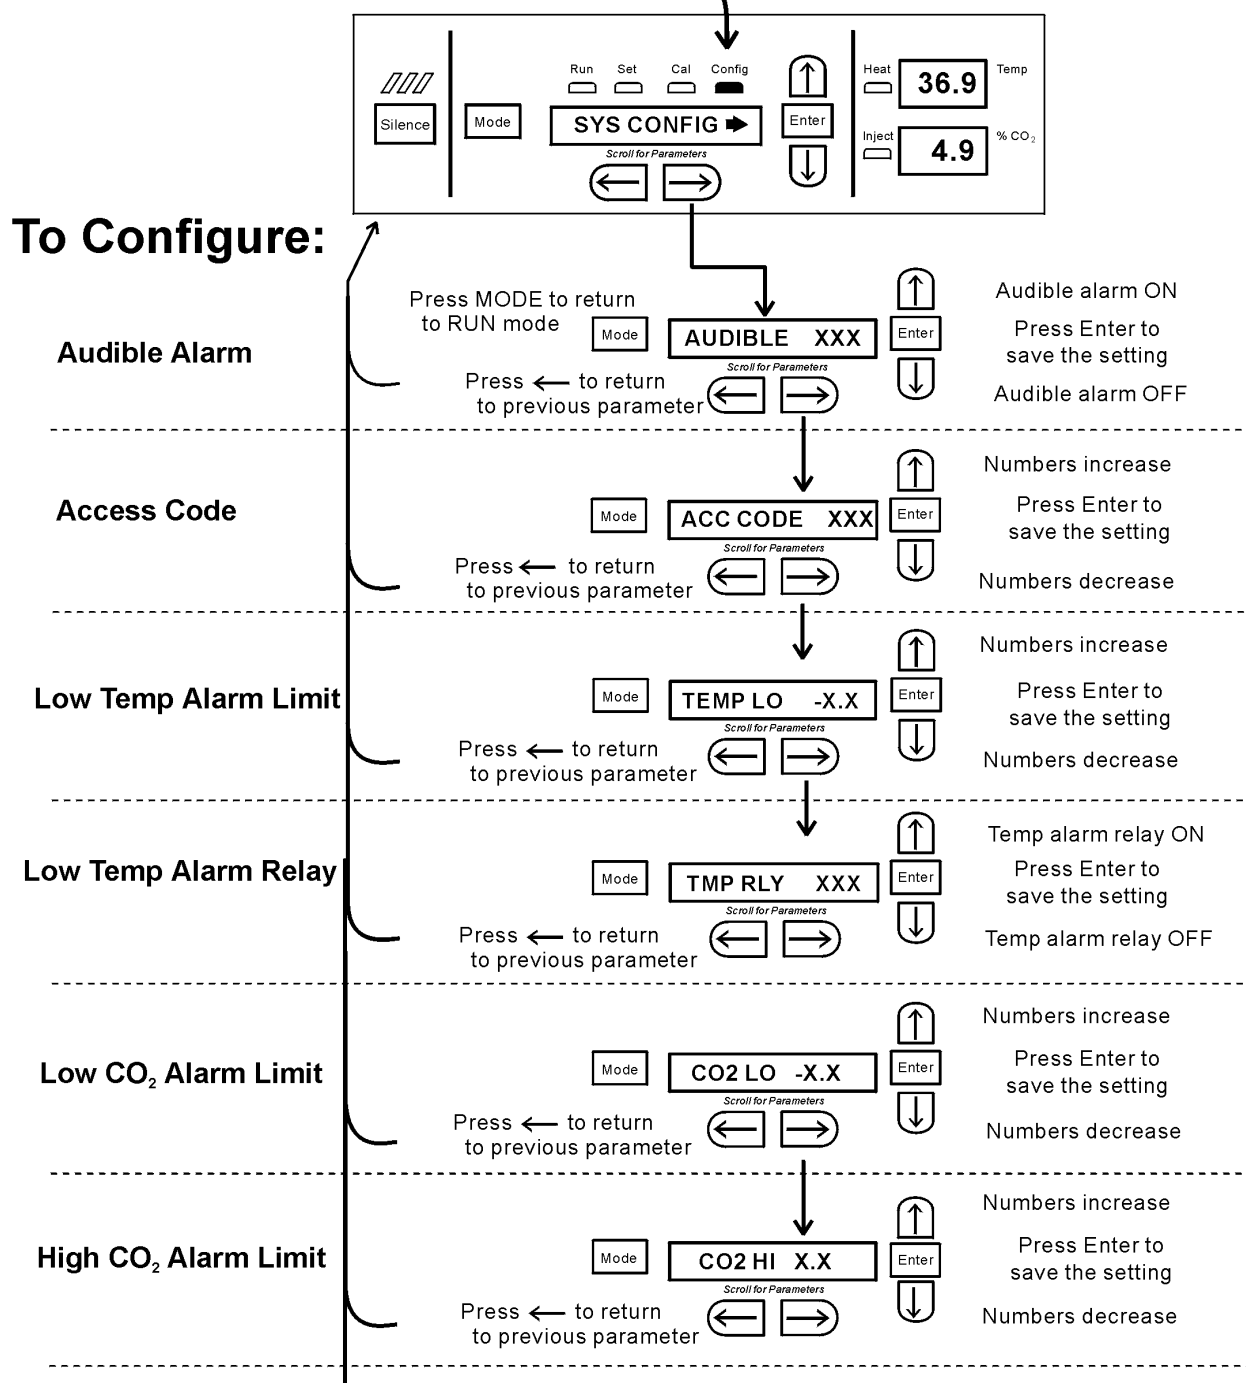 Run Set Cal Config
Heat
36.9
Temp
Silence
Mode
SYS CONFIG
Enter
Inject
4.9
% CO₂
Scroll for Parameters
To Configure:
Audible Alarm
Press MODE to return
to RUN mode
Mode
AUDIBLE XXX
Scroll for Parameters
Enter
Audible alarm ON
Press Enter to
save the setting
Audible alarm OFF
Press to return
to previous parameter
Access Code
Mode
ACC CODE XXX
Scroll for Parameters
Enter
Numbers increase
Press Enter to
save the setting
Numbers decrease
Press to return
to previous parameter
Low Temp Alarm Limit
Mode
TEMP LO -X.X
Scroll for Parameters
Enter
Numbers increase
Press Enter to
save the setting
Numbers decrease
Press to return
to previous parameter
Low Temp Alarm Relay
Mode
TMP RLY XXX
Scroll for Parameters
Enter
Temp alarm relay ON
Press Enter to
save the setting
Temp alarm relay OFF
Press to return
to previous parameter
Low CO₂ Alarm Limit
Mode
CO2 LO -X.X
Scroll for Parameters
Enter
Numbers increase
Press Enter to
save the setting
Numbers decrease
Press to return
to previous parameter
High CO₂ Alarm Limit
Mode
CO2 HI X.X
Scroll for Parameters
Enter
Numbers increase
Press Enter to
save the setting
Numbers decrease
Press to return
to previous parameter